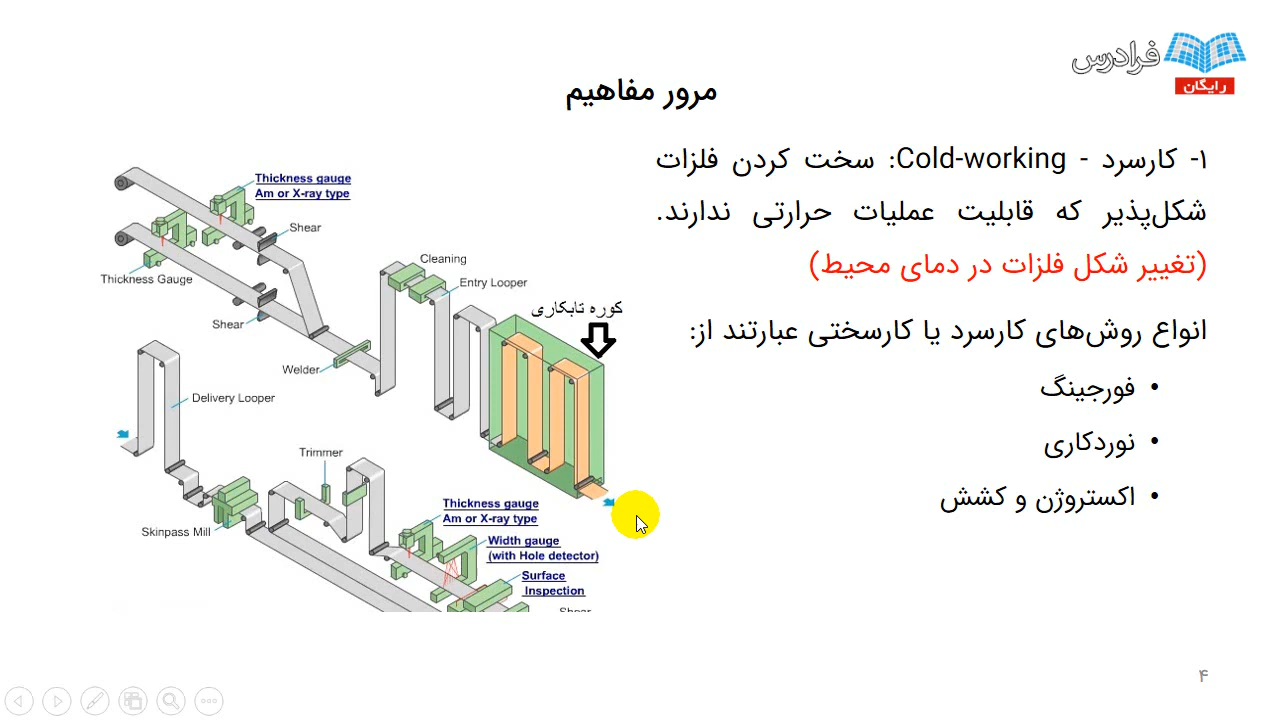 فرادرس
رایگان
مرور مفاهیم
۱- کارسرد - Cold-working: سخت کردن فلزات
شکل‌پذیر که قابلیت عملیات حرارتی ندارند.
(تغییر شکل فلزات در دمای محیط)
انواع روش‌های کارسرد یا کارسختی عبارتند از:
• فورجینگ
• نوردکاری
• اکستروژن و کشش
Thickness gauge
Am or X-ray type
Shear
Thickness Gauge
Cleaning
Entry Looper
کوره تابکاری
Shear
Welder
Delivery Looper
Trimmer
Thickness gauge
Am or X-ray type
Skinpass Mill
Width gauge
(with Hole detector)
Surface
Inspection
Shear
۴